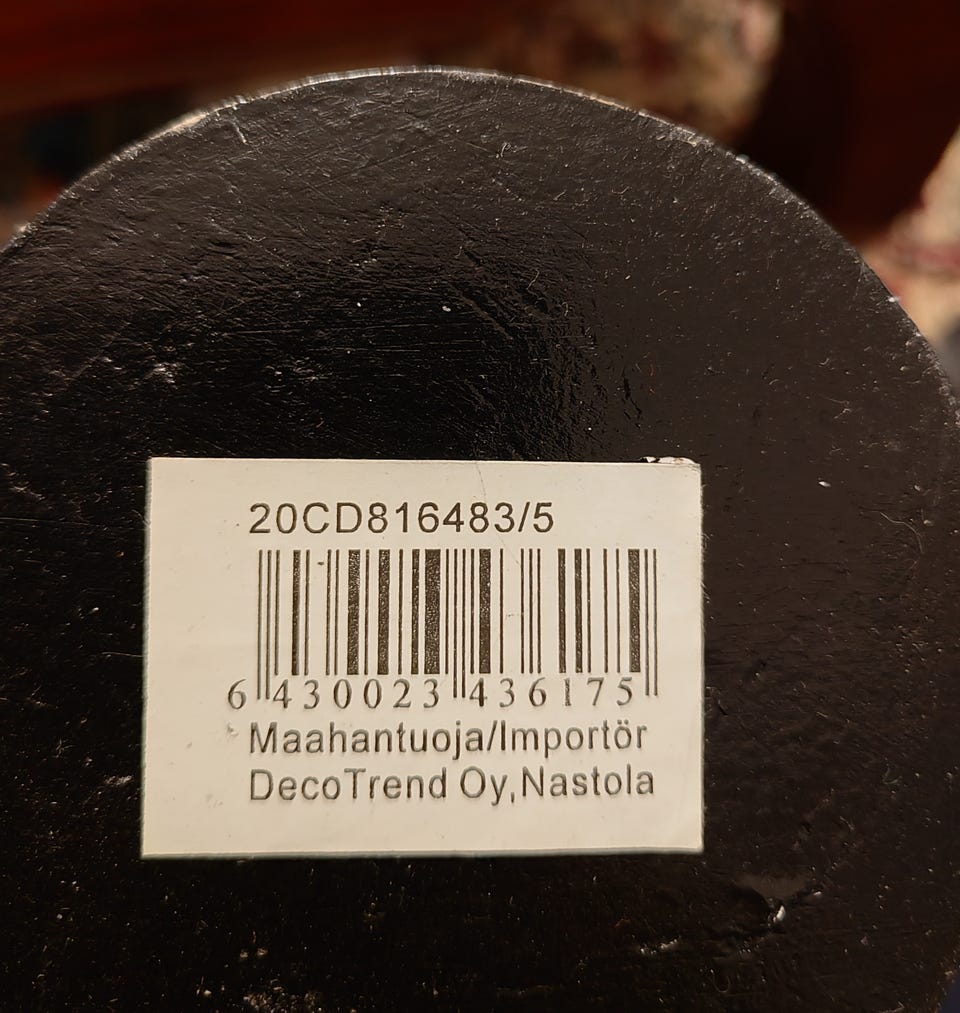 20CD816483/5
6 430023 436175
Maahantuoja/Importör
DecoTrend Oy,Nastola